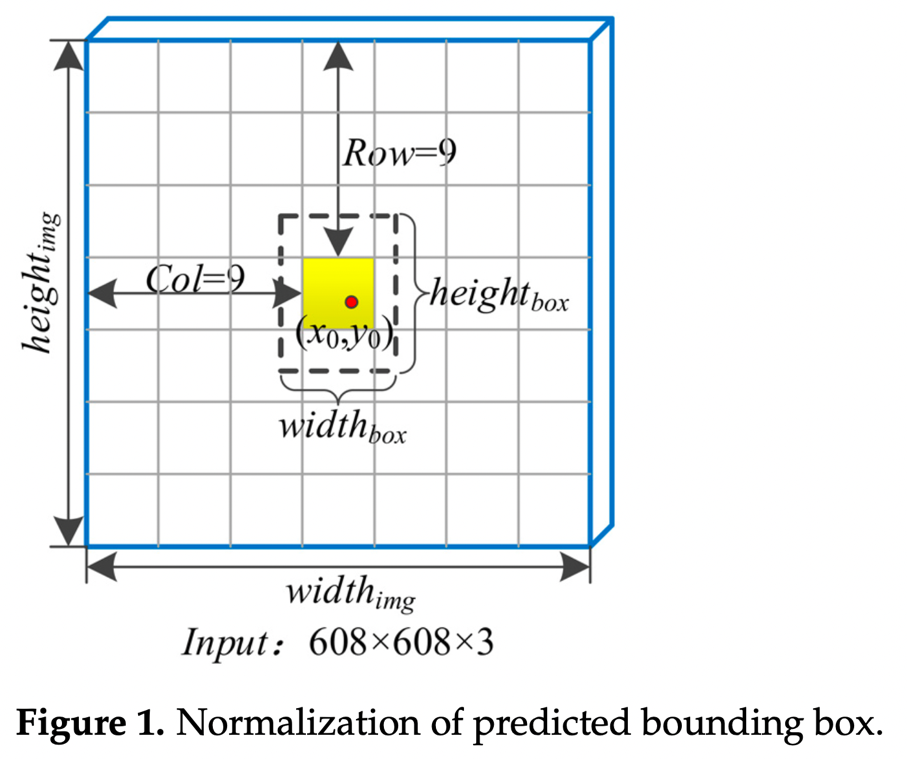 Row=9
height_img
Col=9
height_box
(x₀,y₀)
width_box
width_img
Input： 608×608×3
Figure 1. Normalization of predicted bounding box.